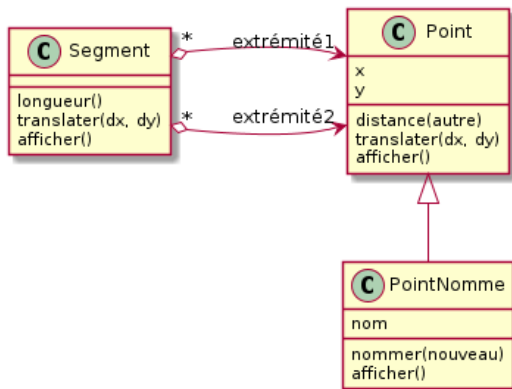 C Segment
longueur()
translater(dx, dy)
afficher()
* extrémité1
* extrémité2
C Point
x
y
distance(autre)
translater(dx, dy)
afficher()
C PointNomme
nom
nommer(nouveau)
afficher()